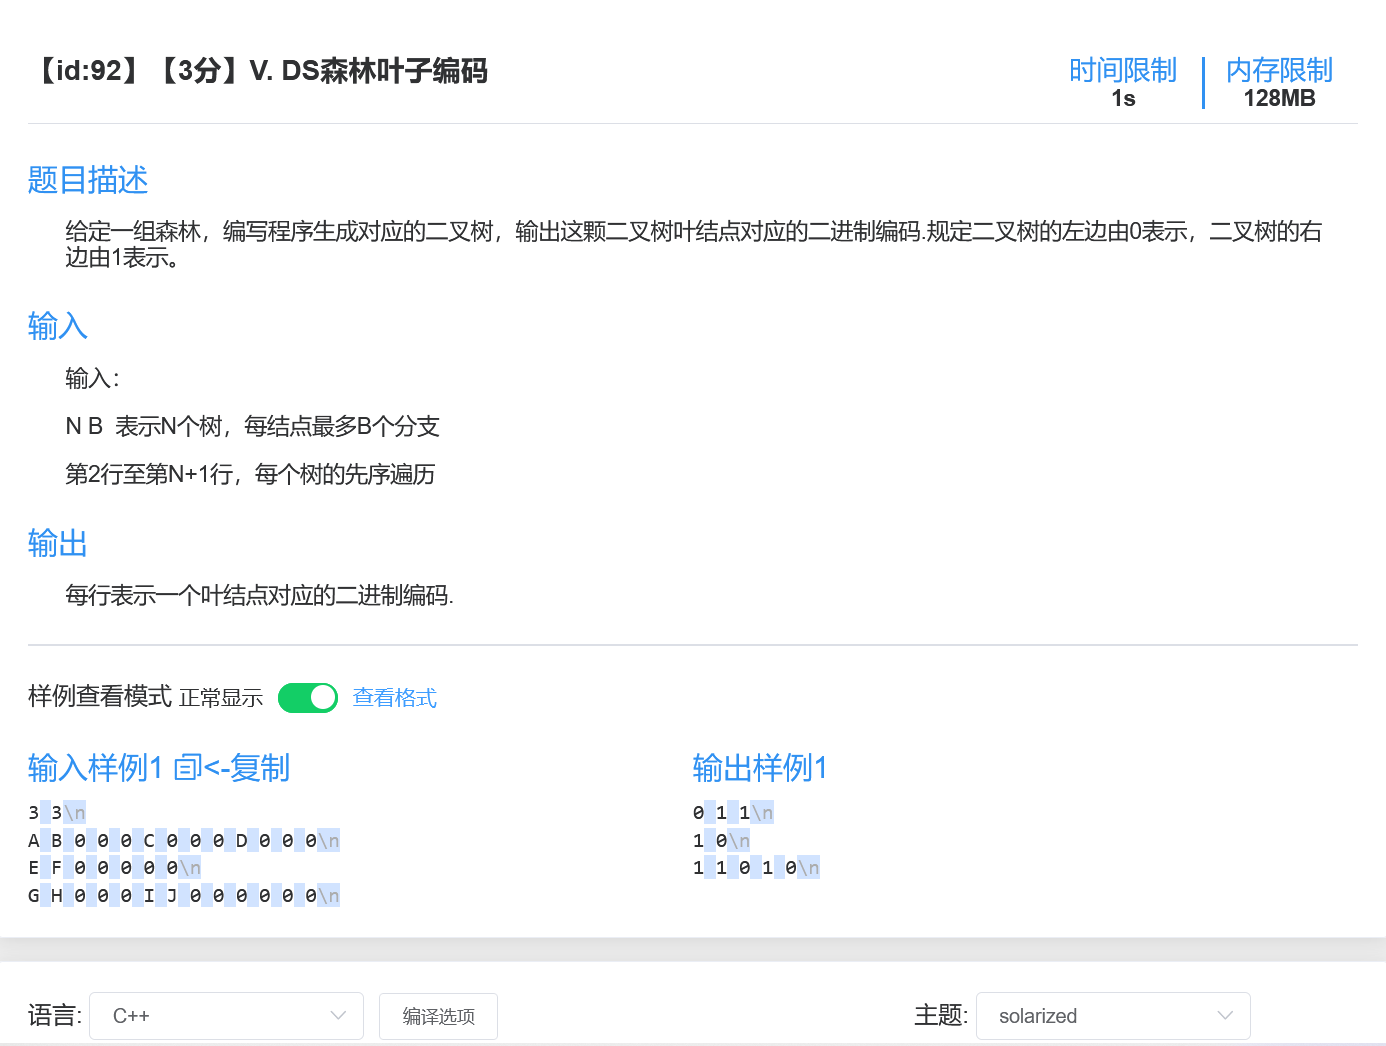 【id:92】【3分】V. DS森林叶子编码
时间限制
1s
内存限制
128MB
题目描述
给定一组森林，编写程序生成对应的二叉树，输出这颗二叉树叶结点对应的二进制编码.规定二叉树的左边由0表示，二叉树的右
边由1表示。
输入
输入：
N B  表示N个树，每结点最多B个分支
第2行至第N+1行，每个树的先序遍历
输出
每行表示一个叶结点对应的二进制编码.
样例查看模式 正常显示 查看格式
输入样例1 <-复制
3 3\n
A B 0 0 0 C 0 0 0 D 0 0 0\n
E F 0 0 0 0 0\n
G H 0 0 0 I J 0 0 0 0 0 0\n
输出样例1
0 1 1\n
1 0\n
1 1 0 1 0\n
语言: C++ 编译选项
主题: solarized